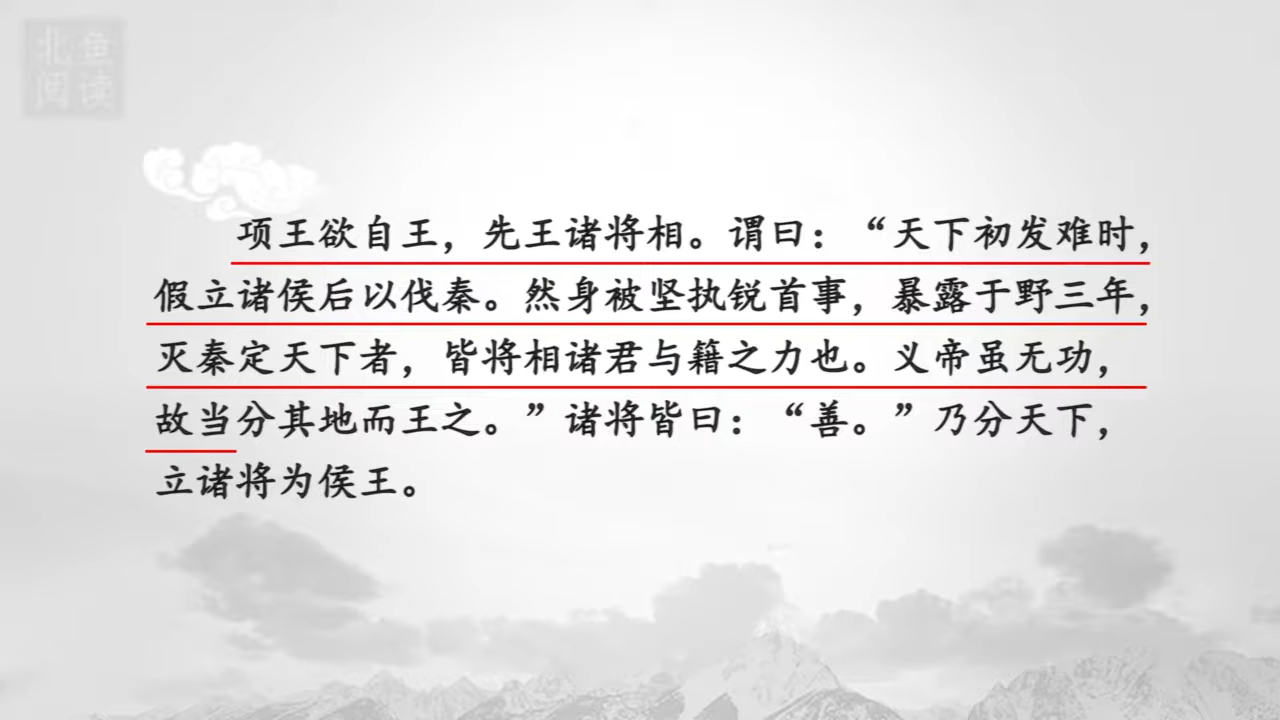 北鱼
阅读
项王欲自王，先王诸将相。谓曰：“天下初发难时，
假立诸侯后以伐秦。然身被坚执锐首事，暴露于野三年，
灭秦定天下者，皆将相诸君与籍之力也。义帝虽无功，
故当分其地而王之。”诸将皆曰：“善。”乃分天下，
立诸将为侯王。